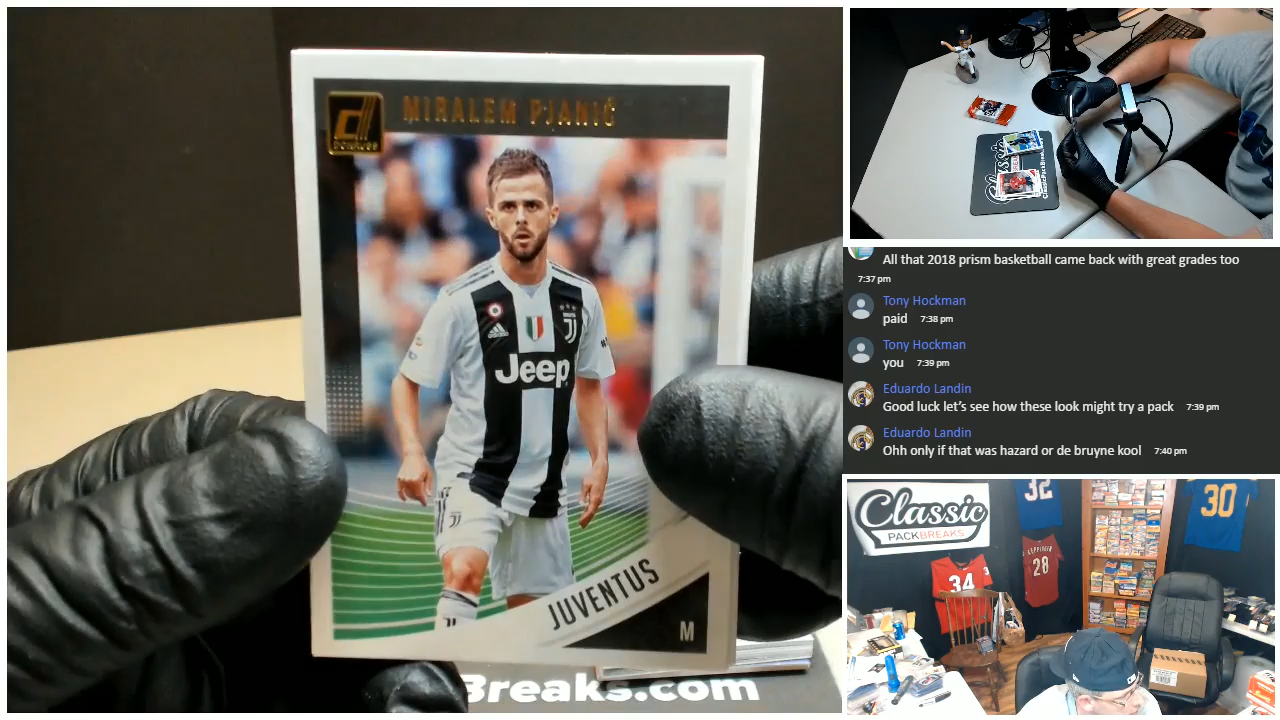 MIRALEM PJANIĆ
d
DONRUSS
Jeep
JUVENTUS
M
Breaks.com
All that 2018 prism basketball came back with great grades too
7:37 pm
Tony Hockman
paid 7:38 pm
Tony Hockman
you 7:39 pm
Eduardo Landin
Good luck let's see how these look might try a pack 7:39 pm
Eduardo Landin
Ohh only if that was hazard or de bruyne kool 7:40 pm
Classic
PACKBREAKS
32
30
34
28